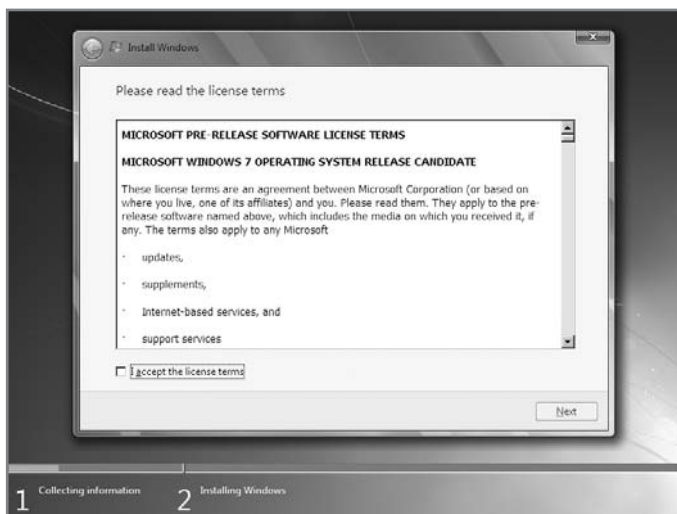 Install Windows
Please read the license terms
MICROSOFT PRE-RELEASE SOFTWARE LICENSE TERMS
MICROSOFT WINDOWS 7 OPERATING SYSTEM RELEASE CANDIDATE
These license terms are an agreement between Microsoft Corporation (or based on
where you live, one of its affiliates) and you. Please read them. They apply to the pre-
release software named above, which includes the media on which you received it, if
any. The terms also apply to any Microsoft
· updates,
· supplements,
· Internet-based services, and
· support services
I accept the license terms
Next
1 Collecting information 2 Installing Windows